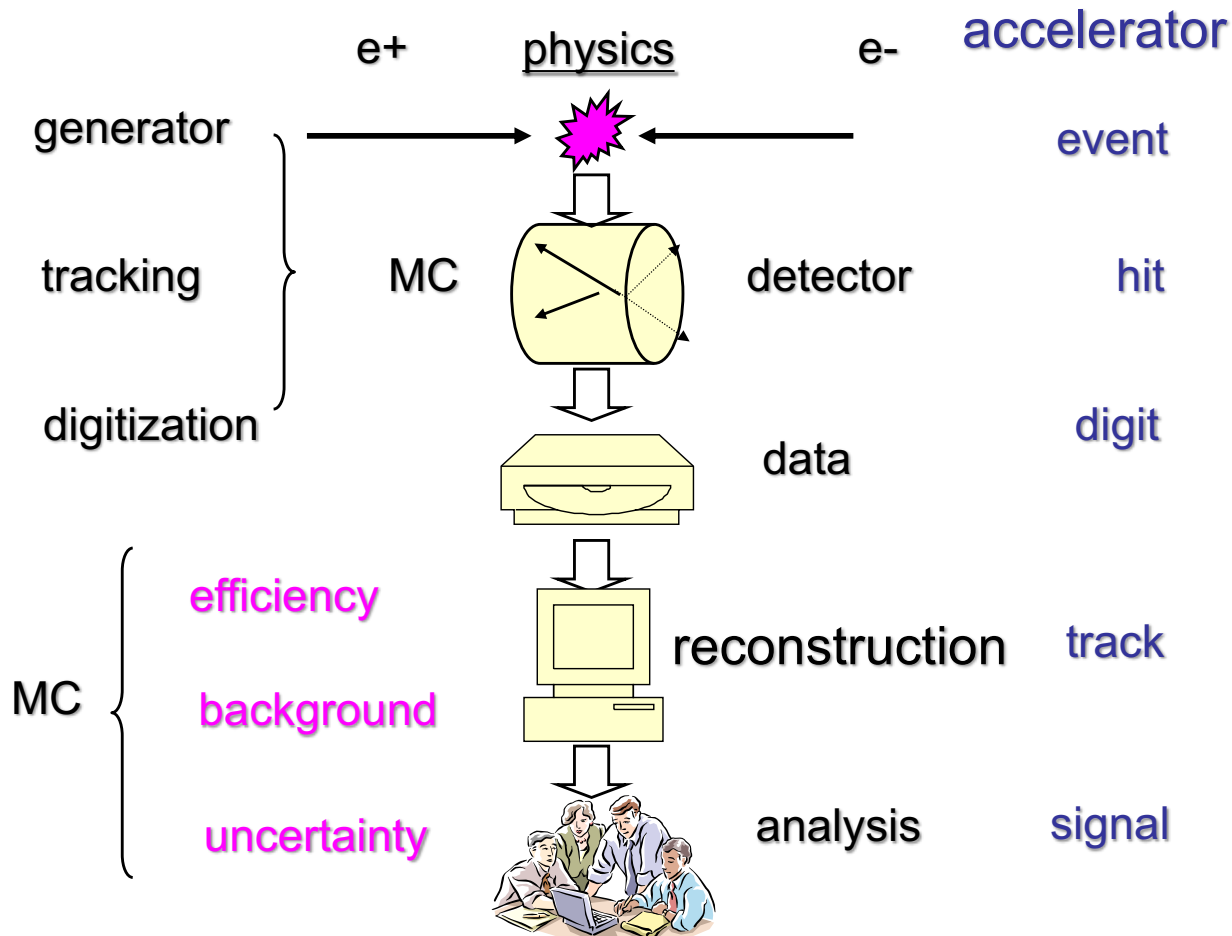 e+ physics e- accelerator
generator event
tracking MC detector hit
digitization digit
data
efficiency
reconstruction track
MC background
uncertainty analysis signal